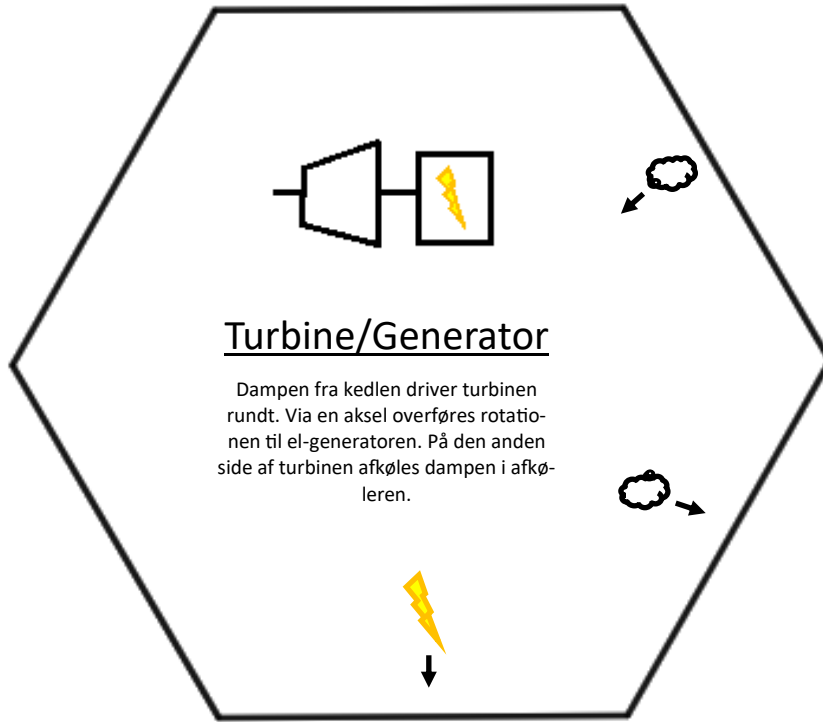 Turbine/Generator
Dampen fra kedlen driver turbinen
rundt. Via en aksel overføres rotatio-
nen til el-generatoren. På den anden
side af turbinen afkøles dampen i afkø-
leren.